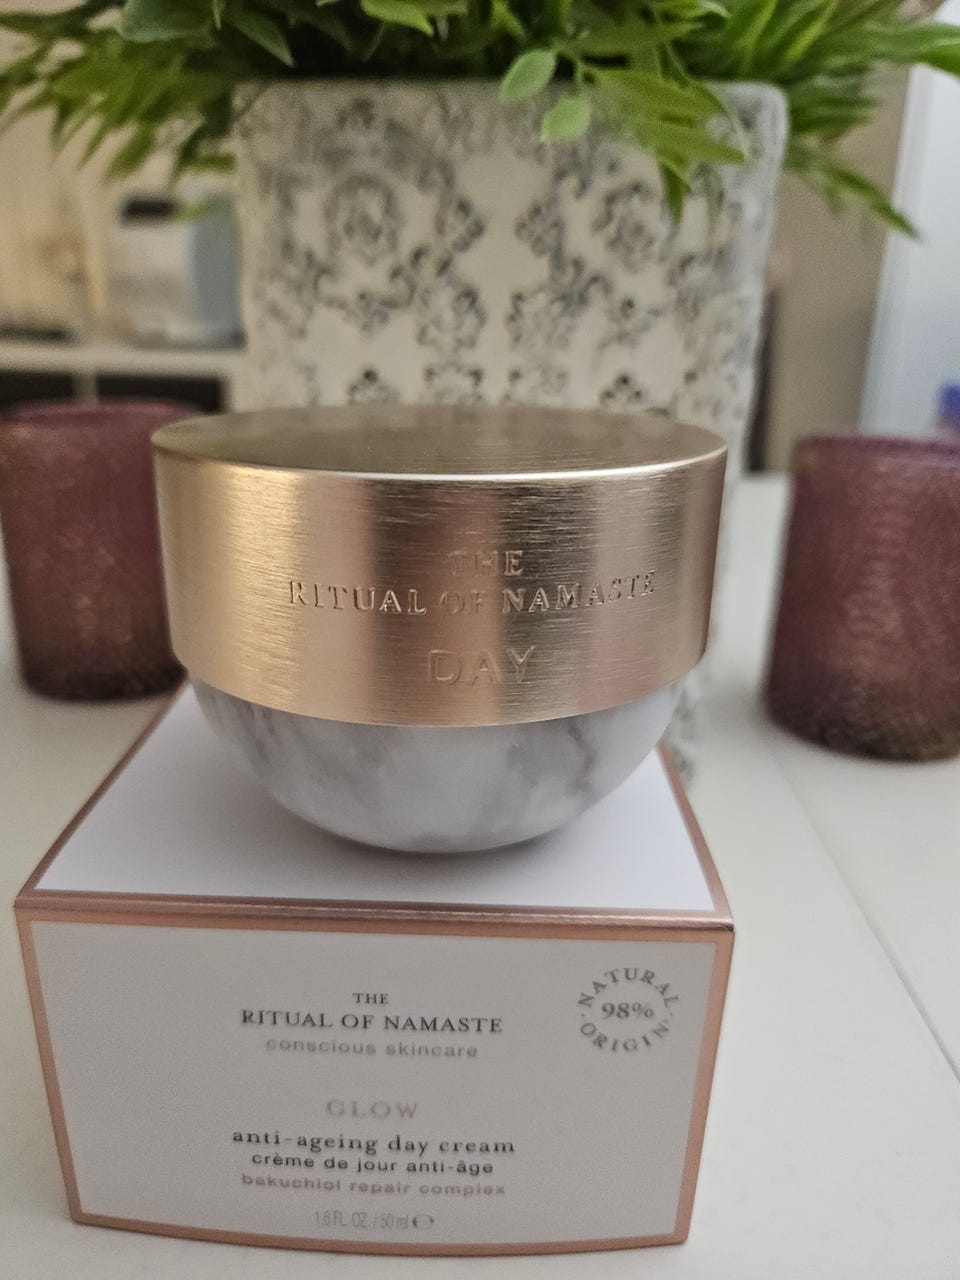 THE
RITUAL OF NAMASTE
DAY
THE
RITUAL OF NAMASTE
conscious skincare
NATURAL
98%
ORIGIN
GLOW
anti-ageing day cream
crème de jour anti-âge
bakuchiol repair complex
1.6 FL. OZ. / 50 ml ℮